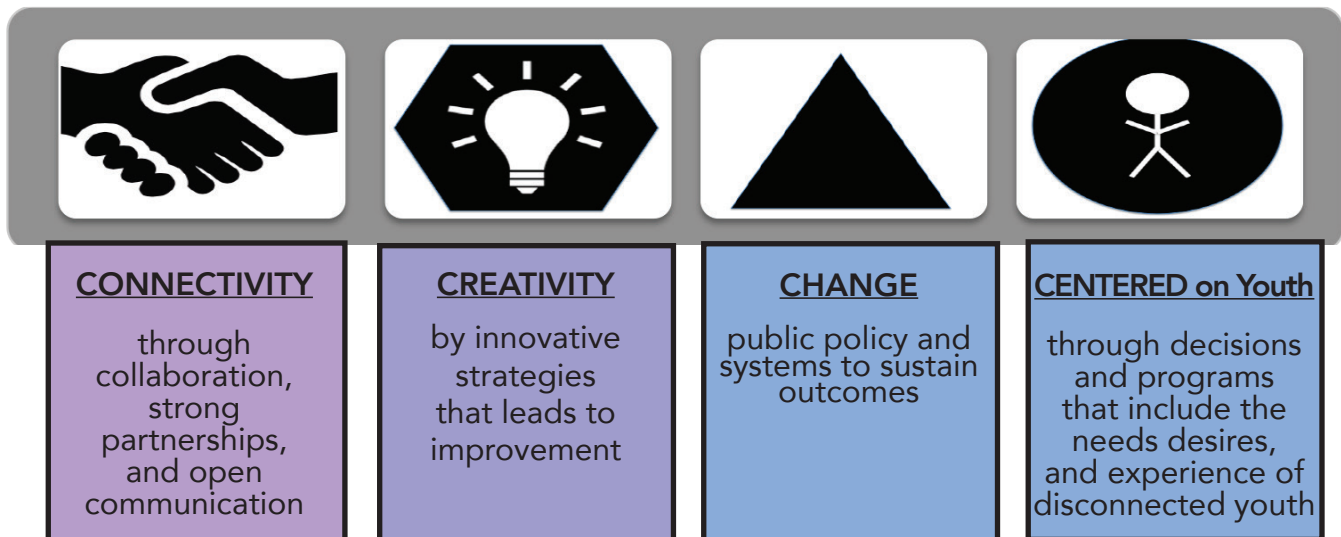 CONNECTIVITY
through
collaboration,
strong
partnerships,
and open
communication
CREATIVITY
by innovative
strategies
that leads to
improvement
CHANGE
public policy and
systems to sustain
outcomes
CENTERED on Youth
through decisions
and programs
that include the
needs desires,
and experience of
disconnected youth